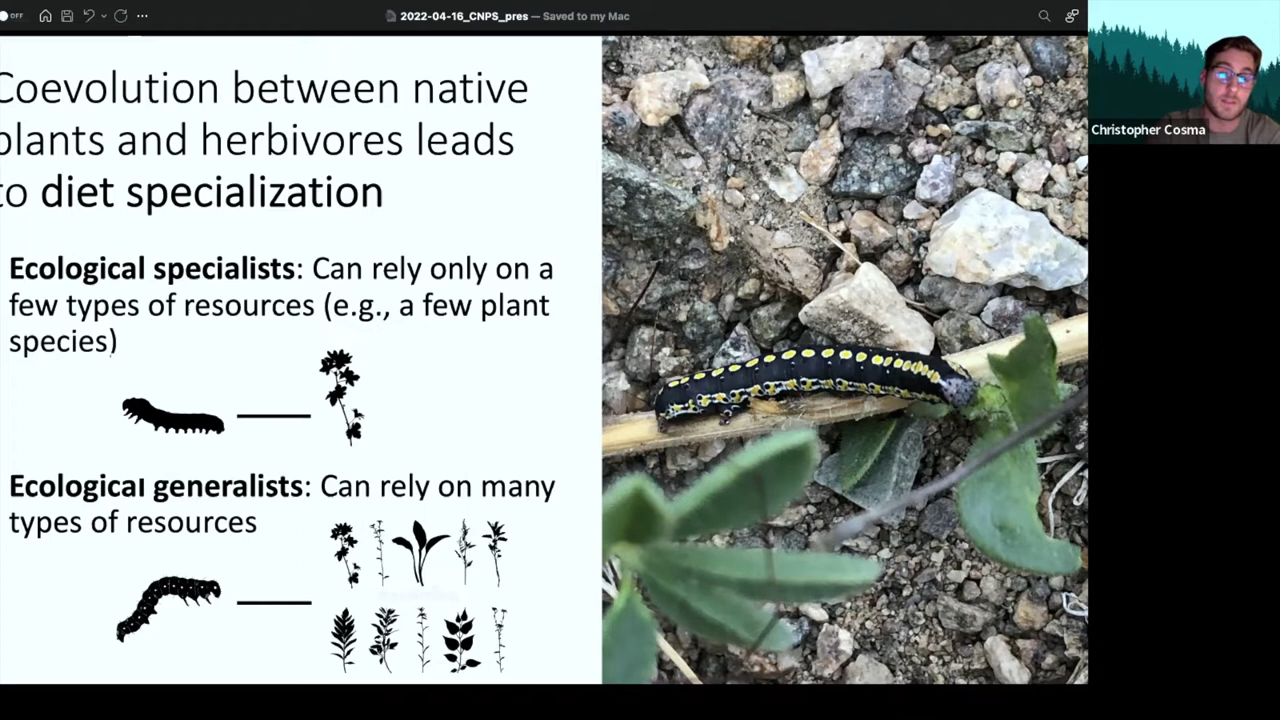 OFF
2022-04-16_CNPS_pres — Saved to my Mac
Christopher Cosma
Coevolution between native
plants and herbivores leads
to diet specialization
Ecological specialists: Can rely only on a
few types of resources (e.g., a few plant
species)
Ecological generalists: Can rely on many
types of resources